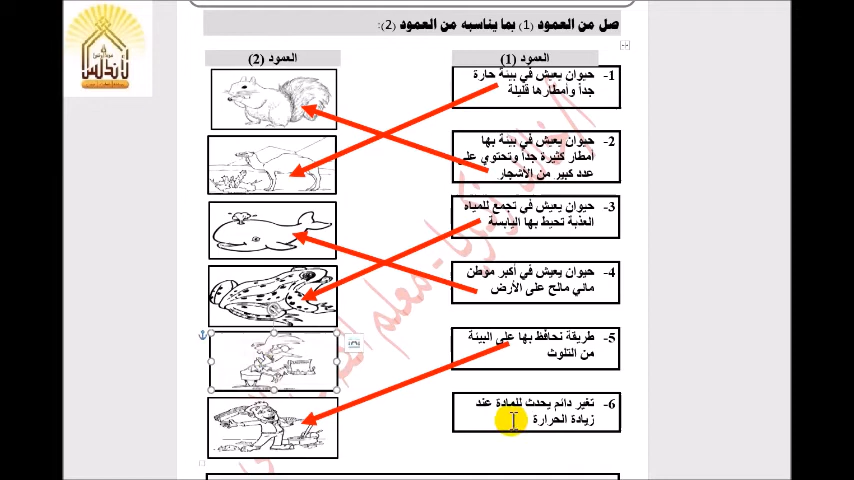 صل من العمود (1) بما يناسبه من العمود (2):
العمود (1)
العمود (2)
1- حيوان يعيش في بيئة حارة
جداً وأمطارها قليلة
2- حيوان يعيش في بيئة بها
أمطار كثيرة جداً وتحتوي على
عدد كبير من الأشجار
3- حيوان يعيش في تجمع للمياه
العذبة تحيط بها اليابسة
4- حيوان يعيش في أكبر موطن
مائي مالح على الأرض
5- طريقة نحافظ بها على البيئة
من التلوث
6- تغير دائم يحدث للمادة عند
زيادة الحرارة
الأندلس